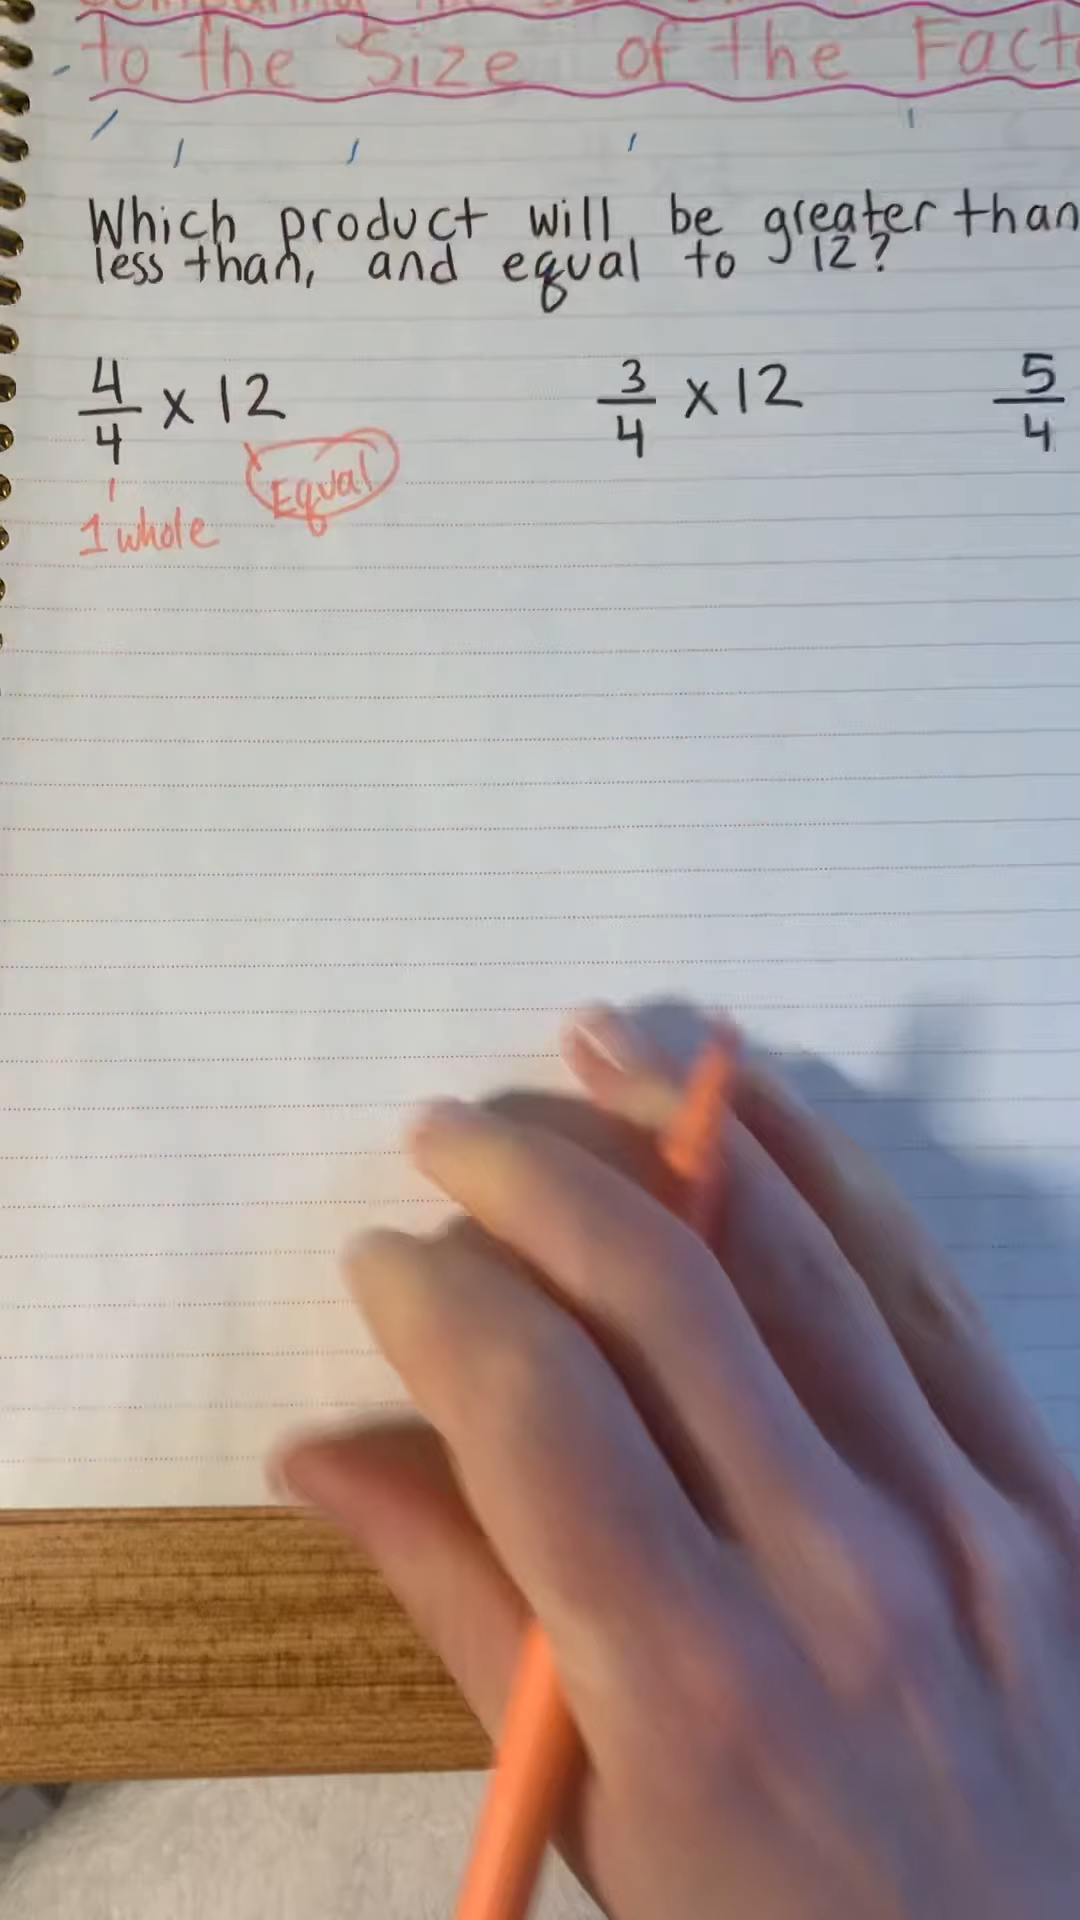 to the Size of the Fact
Which product will be greater than
less than, and equal to 12?
4/4 x 12 3/4 x 12 5/4
Equal
1 whole